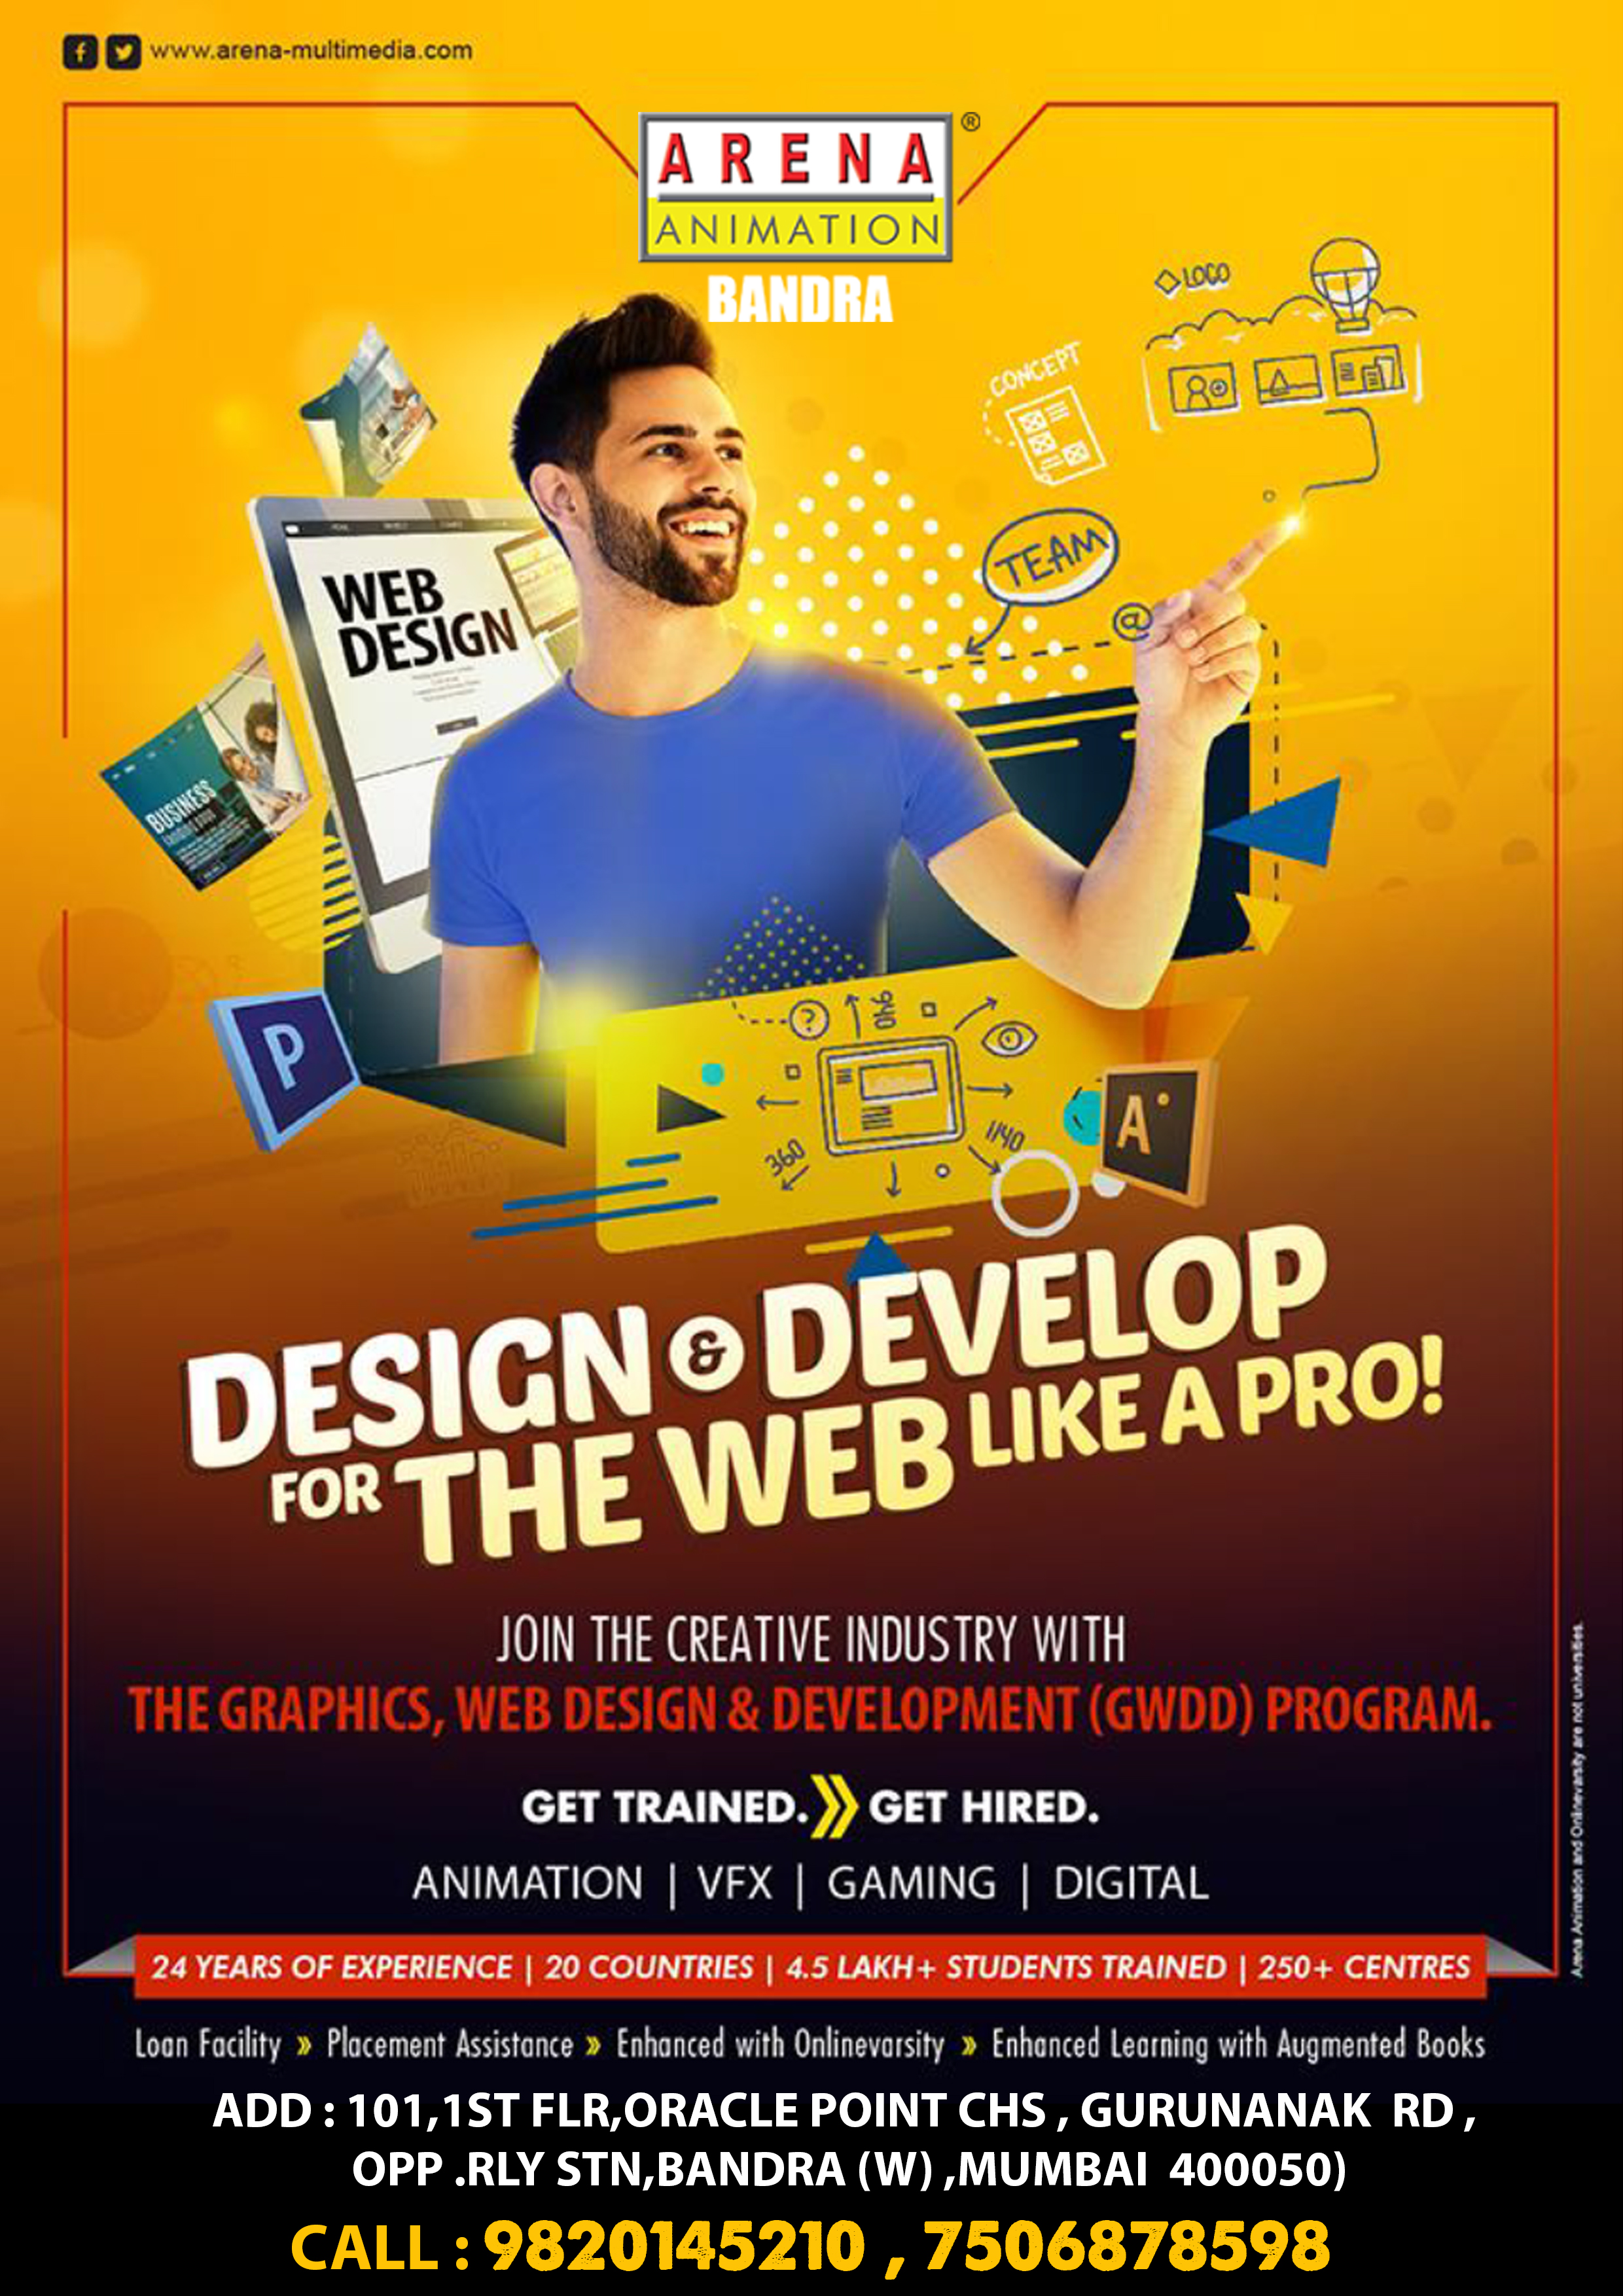 www.arena-multimedia.com
ARENA
®
ANIMATION
BANDRA
LOGO
CONCEPT
TEAM
@
WEB
DESIGN
BUSINESS
P
?
940
360
1140
A
DESIGN & DEVELOP
FOR THE WEB LIKE A PRO!
JOIN THE CREATIVE INDUSTRY WITH
THE GRAPHICS, WEB DESIGN & DEVELOPMENT (GWDD) PROGRAM.
GET TRAINED. GET HIRED.
ANIMATION | VFX | GAMING | DIGITAL
24 YEARS OF EXPERIENCE | 20 COUNTRIES | 4.5 LAKH+ STUDENTS TRAINED | 250+ CENTRES
Loan Facility » Placement Assistance » Enhanced with Onlinevarsity » Enhanced Learning with Augmented Books
Arena Animation and Onlinevarsity are not universities.
ADD : 101,1ST FLR,ORACLE POINT CHS , GURUNANAK RD ,
OPP .RLY STN,BANDRA (W) ,MUMBAI 400050)
CALL : 9820145210 , 7506878598